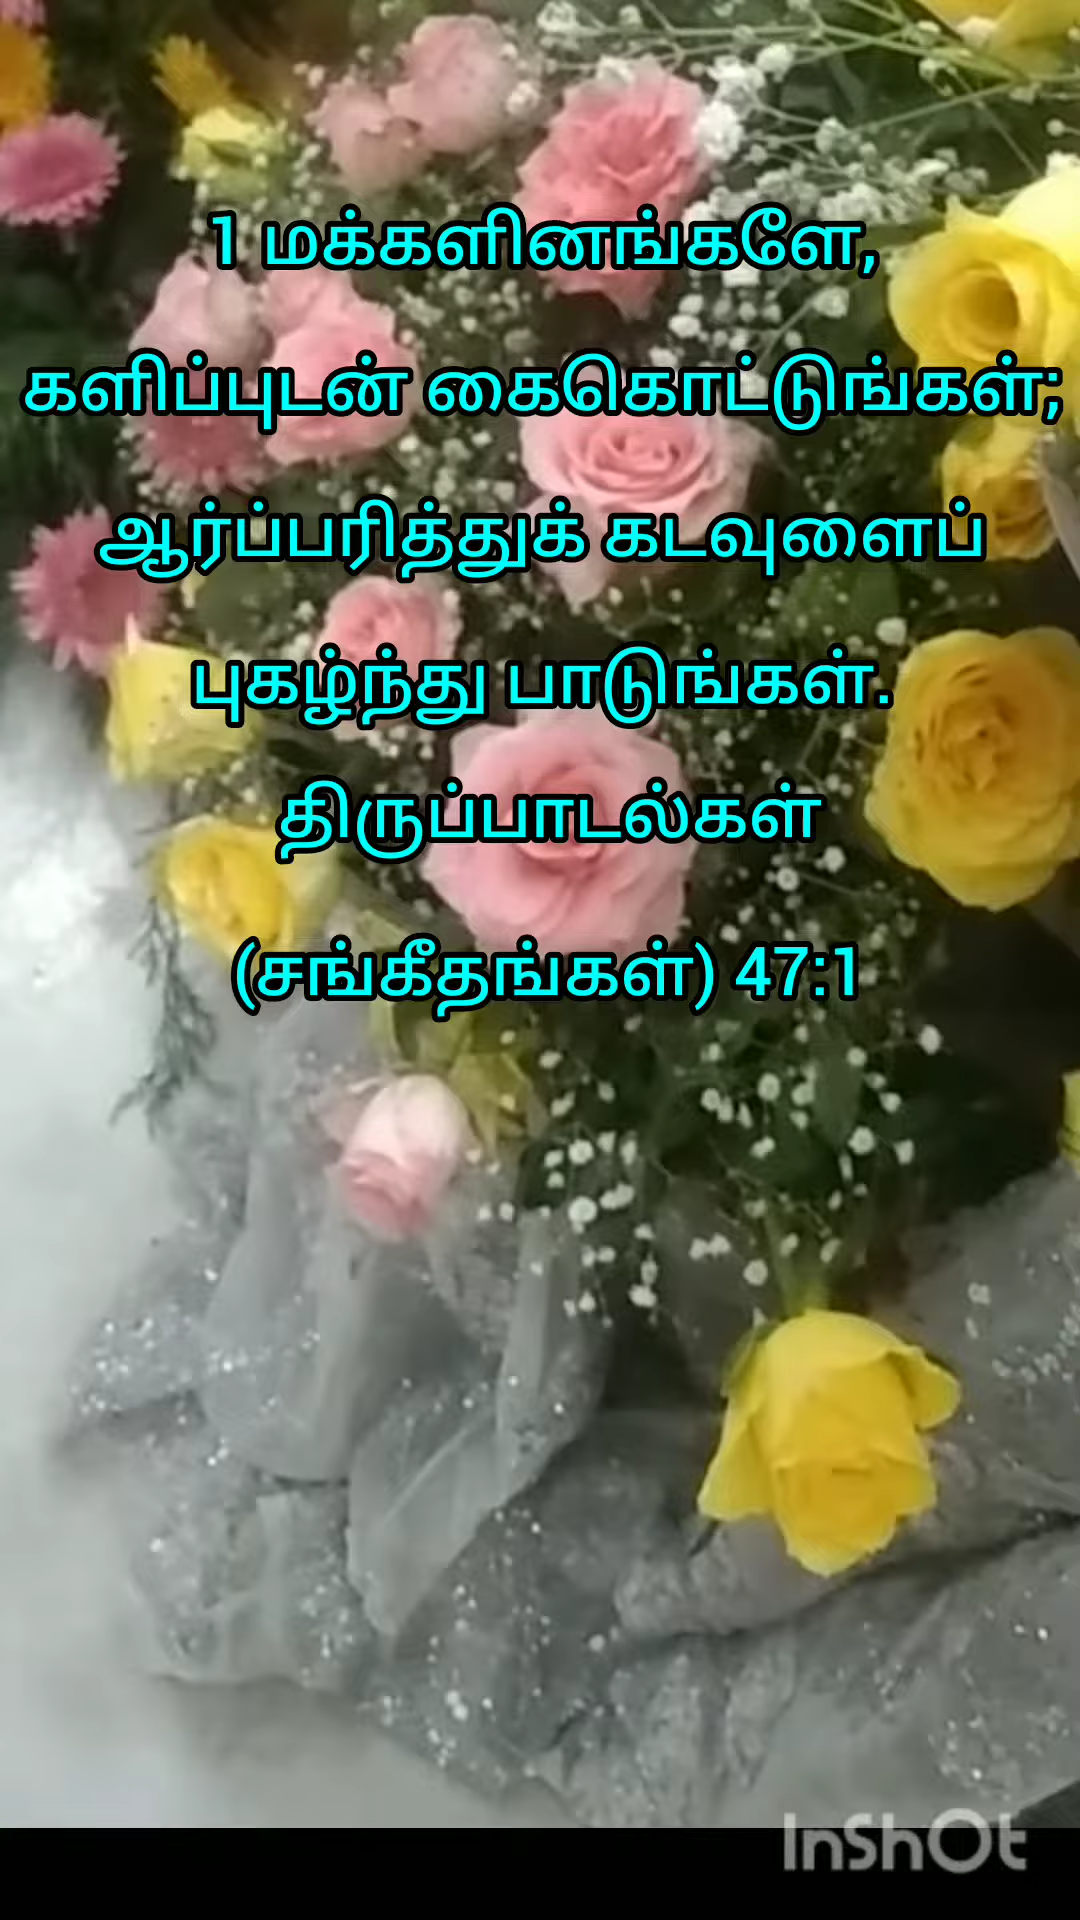 1 மக்களினங்களே,
களிப்புடன் கைகொட்டுங்கள்;
ஆர்ப்பரித்துக் கடவுளைப்
புகழ்ந்து பாடுங்கள்.
திருப்பாடல்கள்
(சங்கீதங்கள்) 47:1
InShOt